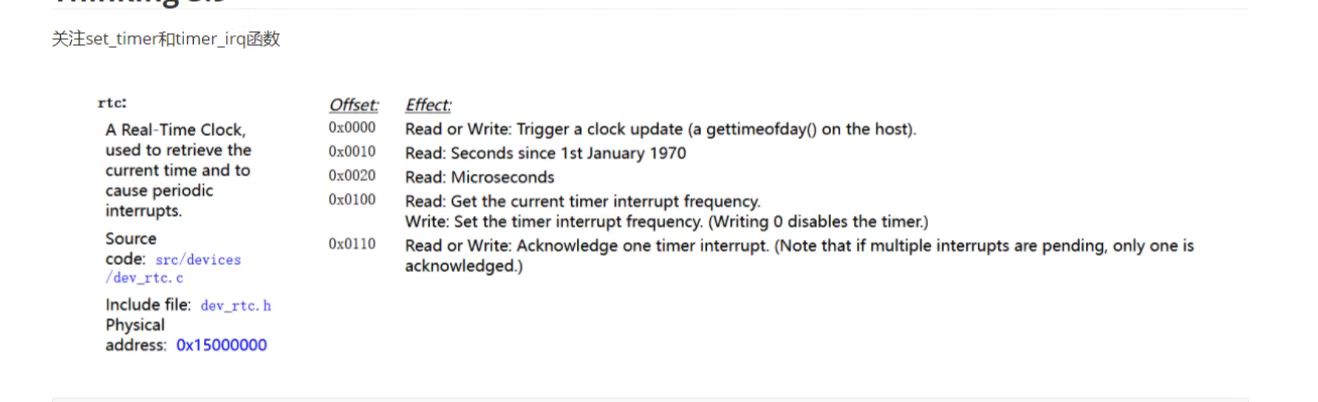 Thinking 3.9
关注set_timer和timer_irq函数
rtc:
A Real-Time Clock,
used to retrieve the
current time and to
cause periodic
interrupts.
Source
code: src/devices
/dev_rtc.c
Include file: dev_rtc.h
Physical
address: 0x15000000
Offset: Effect:
0x0000 Read or Write: Trigger a clock update (a gettimeofday() on the host).
0x0010 Read: Seconds since 1st January 1970
0x0020 Read: Microseconds
0x0100 Read: Get the current timer interrupt frequency.
Write: Set the timer interrupt frequency. (Writing 0 disables the timer.)
0x0110 Read or Write: Acknowledge one timer interrupt. (Note that if multiple interrupts are pending, only one is
acknowledged.)